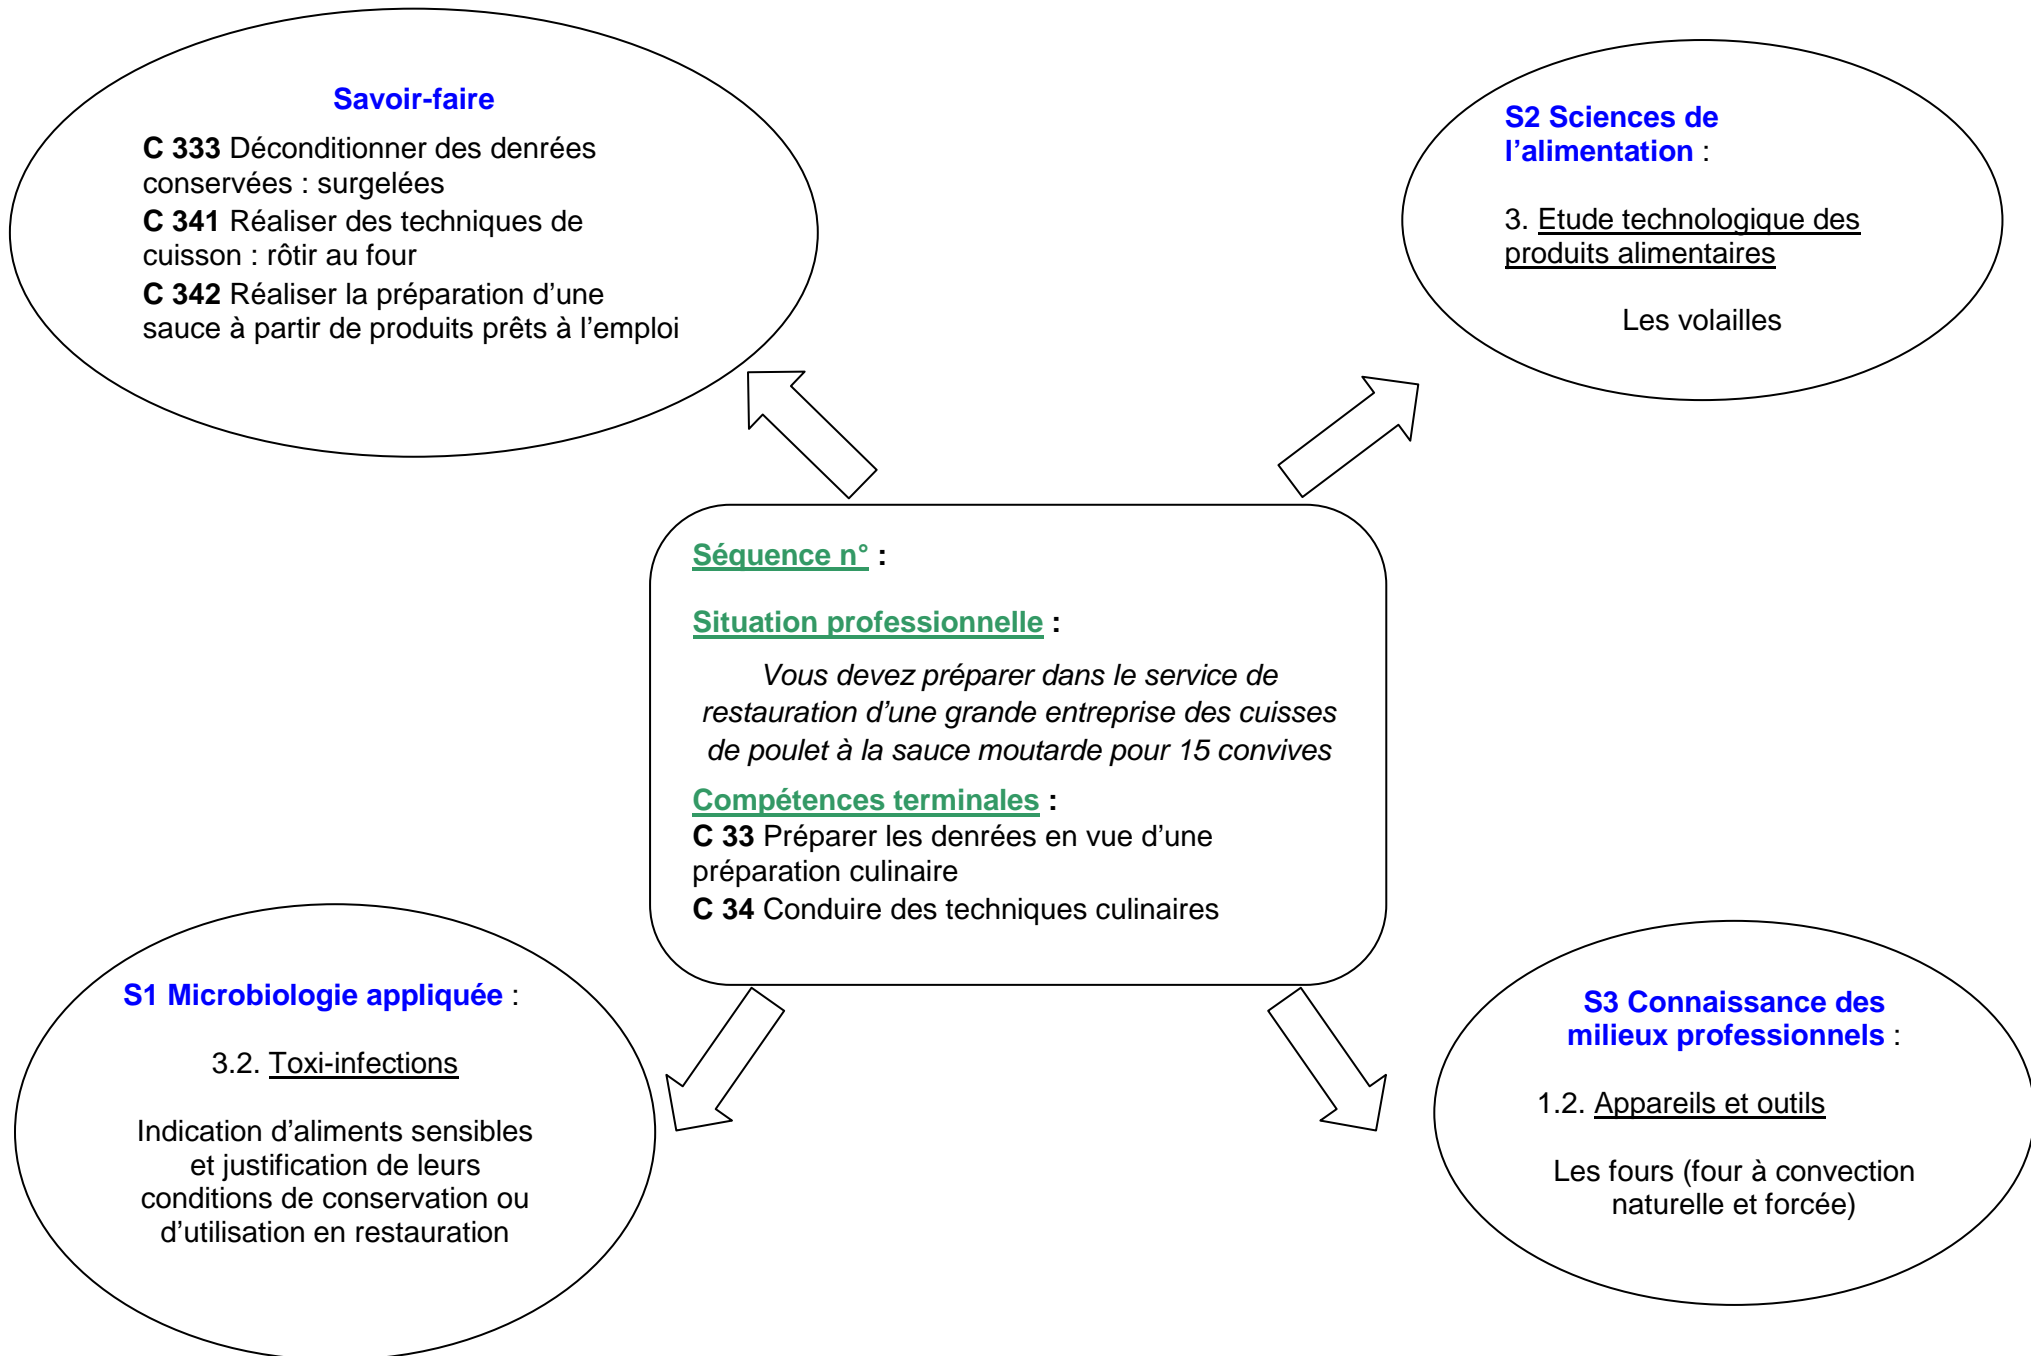 Savoir-faire
C 333 Déconditionner des denrées
conservées : surgelées
C 341 Réaliser des techniques de
cuisson : rôtir au four
C 342 Réaliser la préparation d’une
sauce à partir de produits prêts à l’emploi
S2 Sciences de
l’alimentation :
3. Etude technologique des
produits alimentaires
Les volailles
Séquence n° :
Situation professionnelle :
Vous devez préparer dans le service de
restauration d’une grande entreprise des cuisses
de poulet à la sauce moutarde pour 15 convives
Compétences terminales :
C 33 Préparer les denrées en vue d’une
préparation culinaire
C 34 Conduire des techniques culinaires
S1 Microbiologie appliquée :
3.2. Toxi-infections
Indication d’aliments sensibles
et justification de leurs
conditions de conservation ou
d’utilisation en restauration
S3 Connaissance des
milieux professionnels :
1.2. Appareils et outils
Les fours (four à convection
naturelle et forcée)